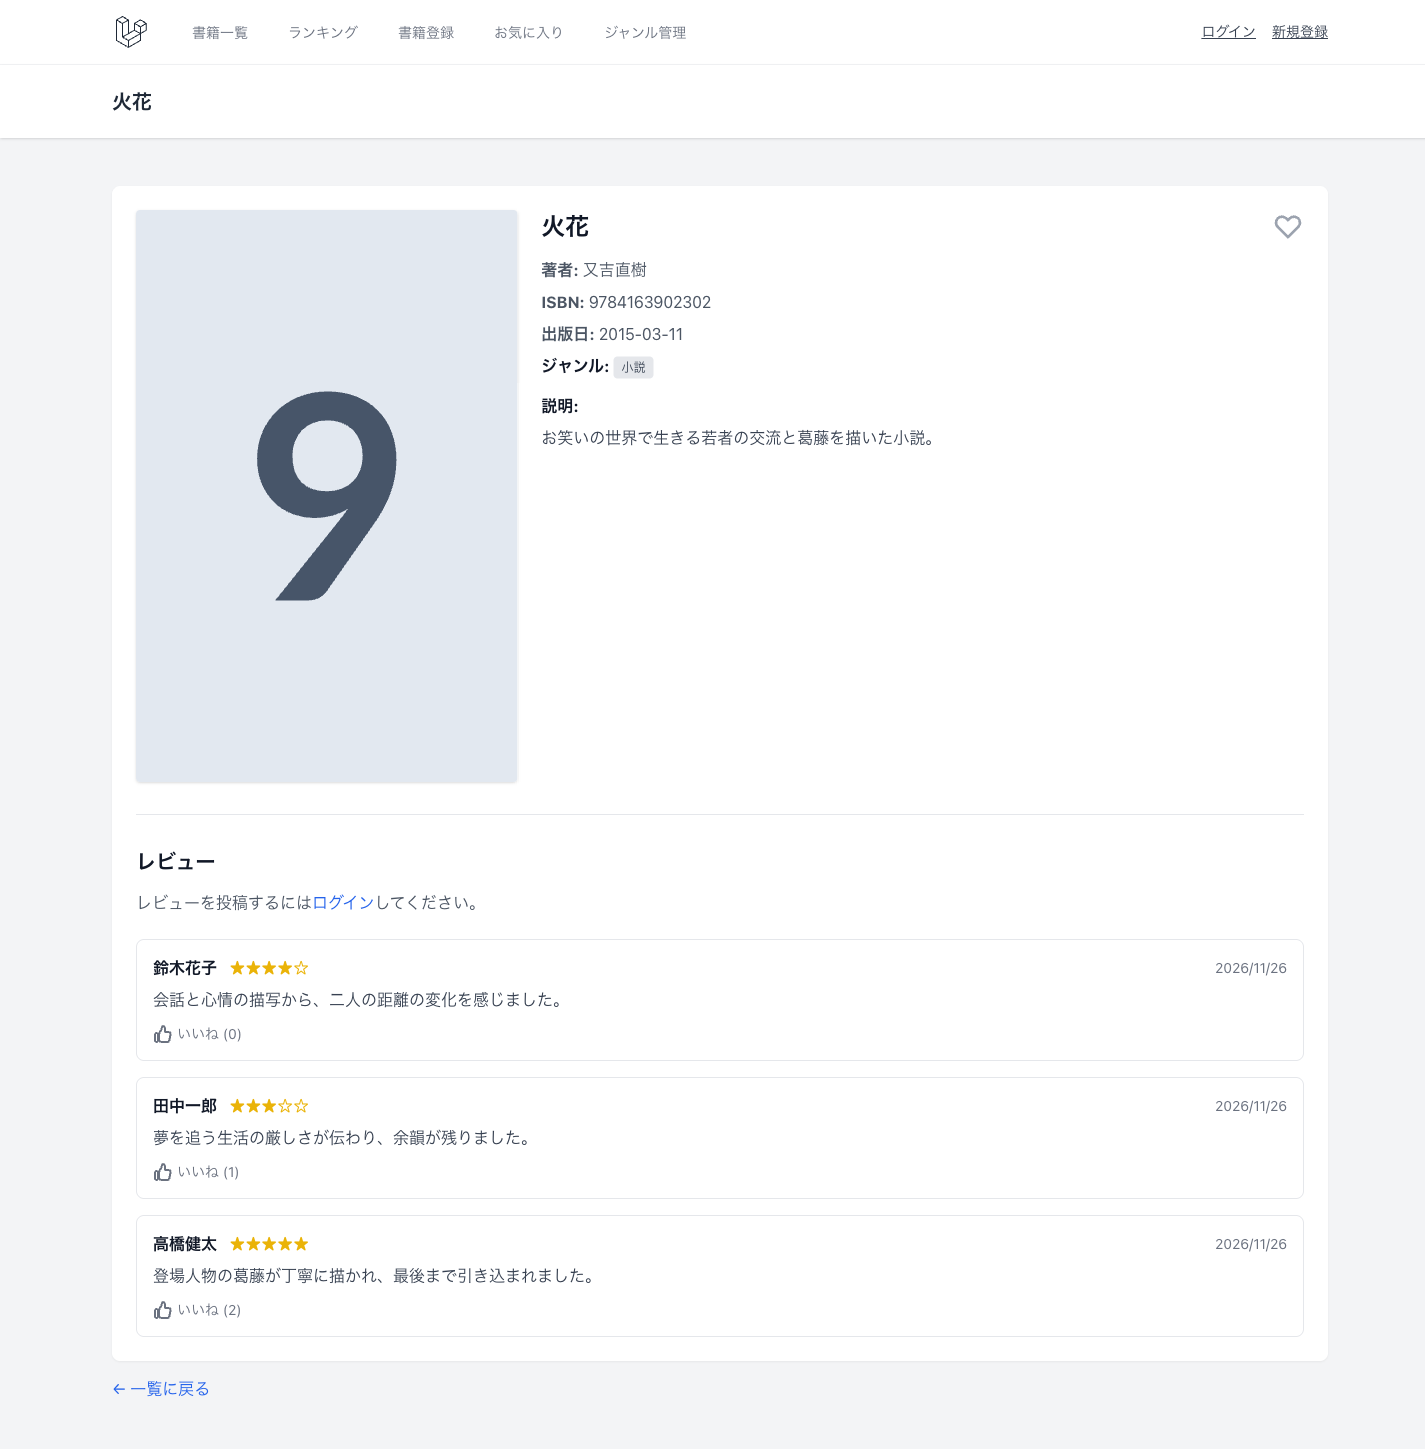 書籍一覧 ランキング 書籍登録 お気に入り ジャンル管理 ログイン 新規登録
火花
9
火花
著者: 又吉直樹
ISBN: 9784163902302
出版日: 2015-03-11
ジャンル: 小説
説明:
お笑いの世界で生きる若者の交流と葛藤を描いた小説。
レビュー
レビューを投稿するにはログインしてください。
鈴木花子 ★★★★☆ 2026/11/26
会話と心情の描写から、二人の距離の変化を感じました。
いいね (0)
田中一郎 ★★★☆☆ 2026/11/26
夢を追う生活の厳しさが伝わり、余韻が残りました。
いいね (1)
高橋健太 ★★★★★ 2026/11/26
登場人物の葛藤が丁寧に描かれ、最後まで引き込まれました。
いいね (2)
← 一覧に戻る